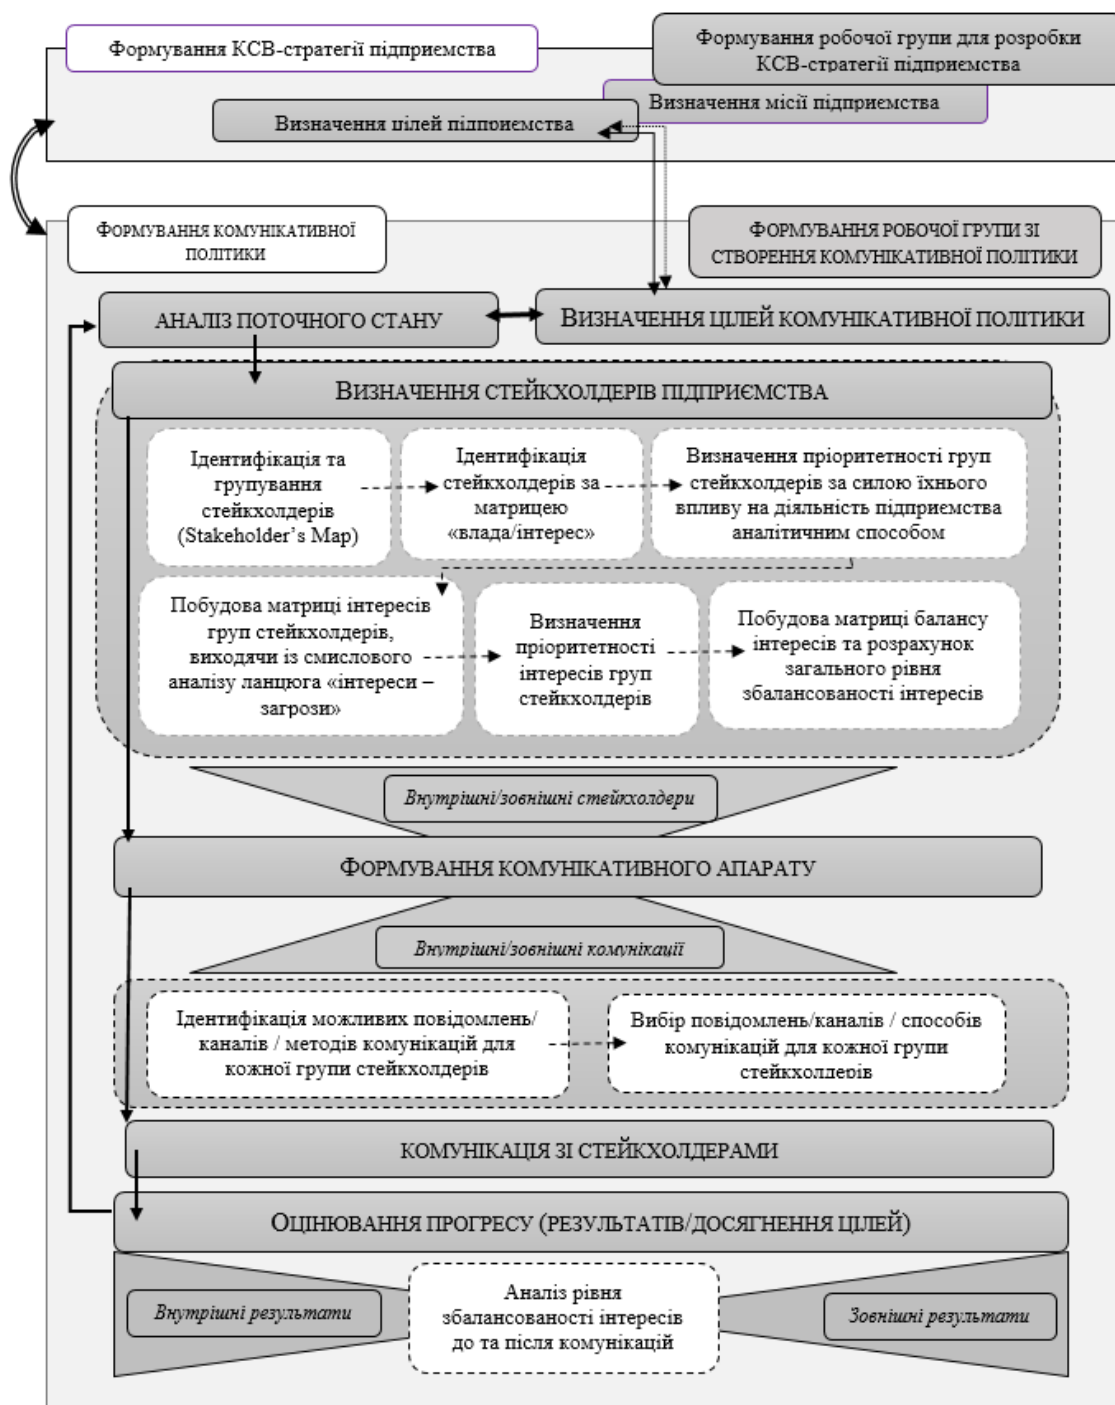 Формування КСВ-стратегії підприємства
Формування робочої групи для розробки
КСВ-стратегії підприємства
Визначення місії підприємства
Визначення цілей підприємства
ФОРМУВАННЯ КОМУНІКАТИВНОЇ
ПОЛІТИКИ
ФОРМУВАННЯ РОБОЧОЇ ГРУПИ ЗІ
СТВОРЕННЯ КОМУНІКАТИВНОЇ ПОЛІТИКИ
АНАЛІЗ ПОТОЧНОГО СТАНУ
ВИЗНАЧЕННЯ ЦІЛЕЙ КОМУНІКАТИВНОЇ ПОЛІТИКИ
ВИЗНАЧЕННЯ СТЕЙКХОЛДЕРІВ ПІДПРИЄМСТВА
Ідентифікація та
групування
стейкхолдерів
(Stakeholder’s Map)
Ідентифікація
стейкхолдерів за
матрицею
«влада/інтерес»
Визначення пріоритетності груп
стейкхолдерів за силою їхнього
впливу на діяльність підприємства
аналітичним способом
Побудова матриці інтересів
груп стейкхолдерів,
виходячи із смислового
аналізу ланцюга «інтереси –
загрози»
Визначення
пріоритетності
інтересів груп
стейкхолдерів
Побудова матриці балансу
інтересів та розрахунок
загального рівня
збалансованості інтересів
Внутрішні/зовнішні стейкхолдери
ФОРМУВАННЯ КОМУНІКАТИВНОГО АПАРАТУ
Внутрішні/зовнішні комунікації
Ідентифікація можливих повідомлень/
каналів / методів комунікацій для
кожної групи стейкхолдерів
Вибір повідомлень/каналів / способів
комунікацій для кожної групи
стейкхолдерів
КОМУНІКАЦІЯ ЗІ СТЕЙКХОЛДЕРАМИ
ОЦІНЮВАННЯ ПРОГРЕСУ (РЕЗУЛЬТАТІВ/ДОСЯГНЕННЯ ЦІЛЕЙ)
Внутрішні результати
Аналіз рівня
збалансованості інтересів
до та після комунікацій
Зовнішні результати